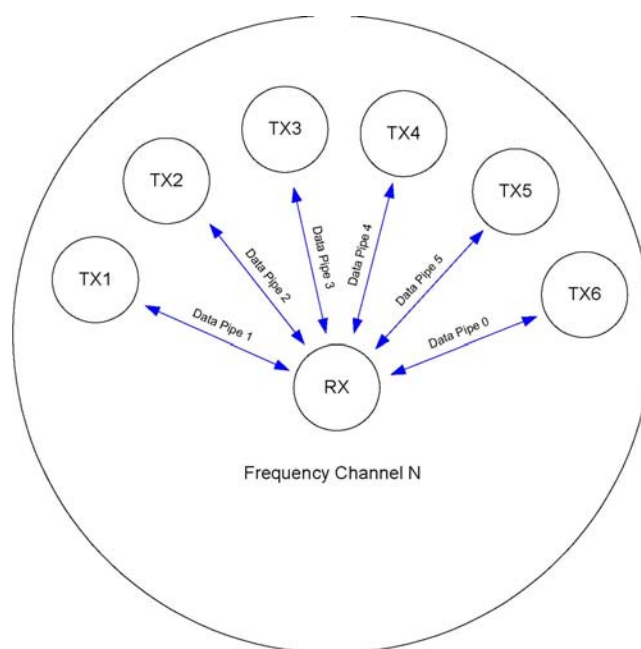 TX3
TX4
TX2
TX5
TX1
TX6
Data Pipe 1
Data Pipe 2
Data Pipe 3
Data Pipe 4
Data Pipe 5
Data Pipe 0
RX
Frequency Channel N